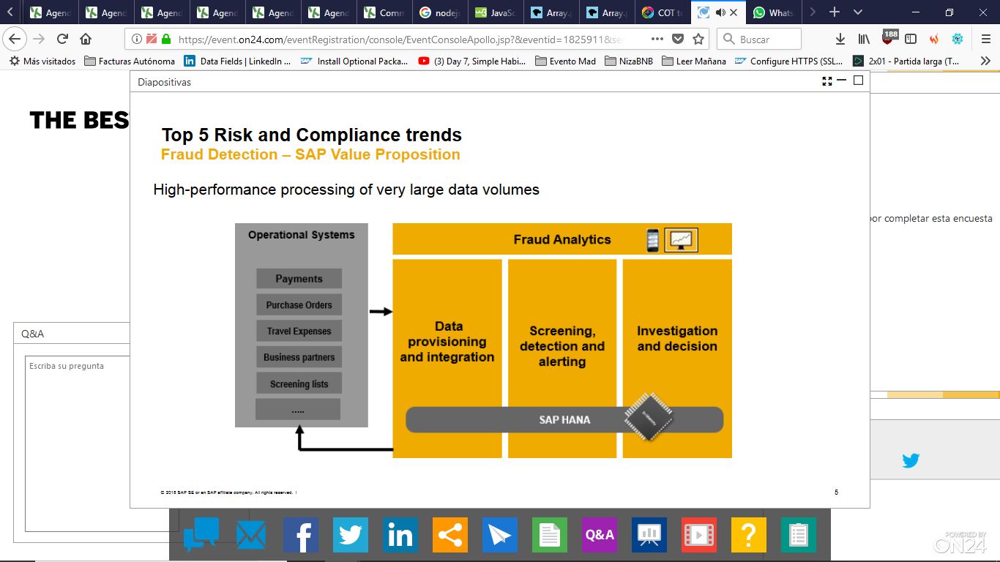 Agend
Agend
Agend
Agend
Agend
Agend
Comm
nodejs
JavaSc
Array.p
Array.p
COT to
Whats
https://event.on24.com/eventRegistration/console/EventConsoleApollo.jsp?&eventid=1825911&se
Buscar
188
Más visitados
Facturas Autónoma
Data Fields | LinkedIn ...
Install Optional Packa...
(3) Day 7, Simple Habi...
Evento Mad
NizaBNB
Leer Mañana
Configure HTTPS (SSL...
2x01 - Partida larga (T...
Diapositivas
THE BES
Top 5 Risk and Compliance trends
Fraud Detection – SAP Value Proposition
High-performance processing of very large data volumes
por completar esta encuesta
Operational Systems
Payments
Purchase Orders
Travel Expenses
Business partners
Screening lists
.....
Fraud Analytics
Data
provisioning
and integration
Screening,
detection and
alerting
Investigation
and decision
SAP HANA
In-Memory
Q&A
Escriba su pregunta
© 2018 SAP SE or an SAP affiliate company. All rights reserved. I
5
Q&A
POWERED BY
ON24